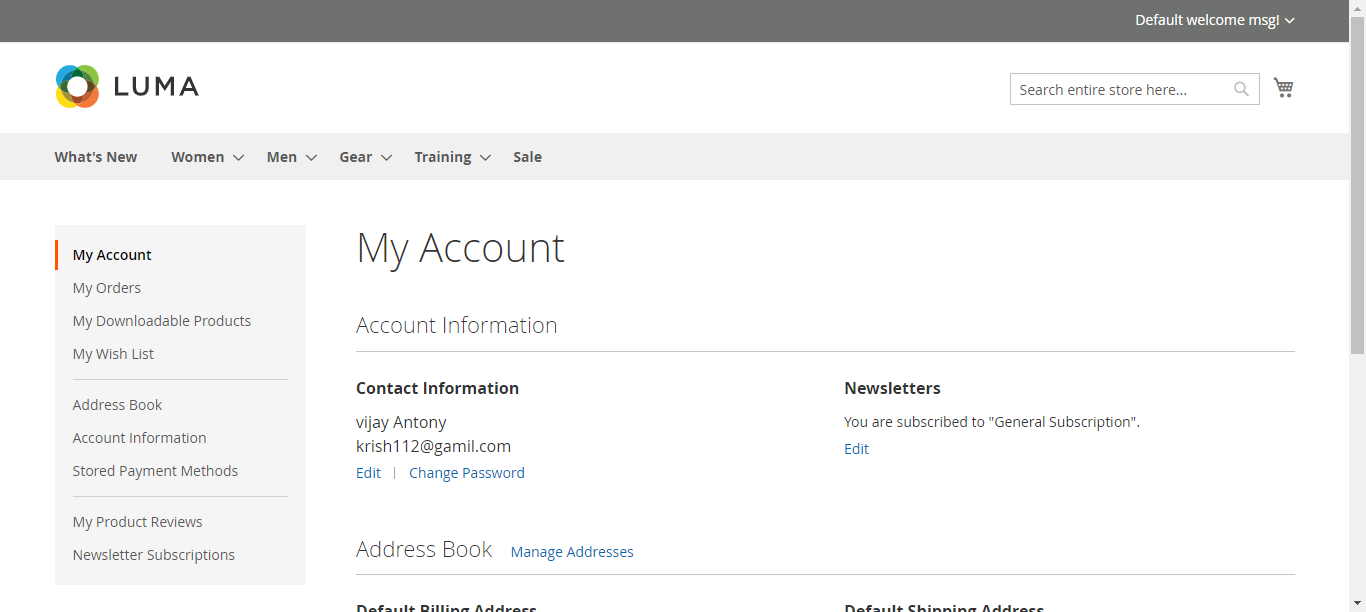 Default welcome msg!
LUMA
Search entire store here...
What's New Women Men Gear Training Sale
My Account
My Orders
My Downloadable Products
My Wish List
Address Book
Account Information
Stored Payment Methods
My Product Reviews
Newsletter Subscriptions
My Account
Account Information
Contact Information
vijay Antony
krish112@gamil.com
Edit | Change Password
Newsletters
You are subscribed to "General Subscription".
Edit
Address Book Manage Addresses
Default Billing Address
Default Shipping Address